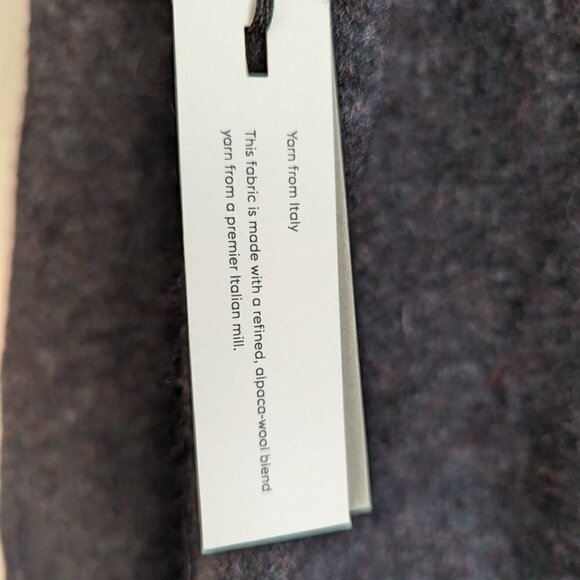 Yarn from Italy
This fabric is made with a refined, alpaca-wool blend
yarn from a premier Italian mill.